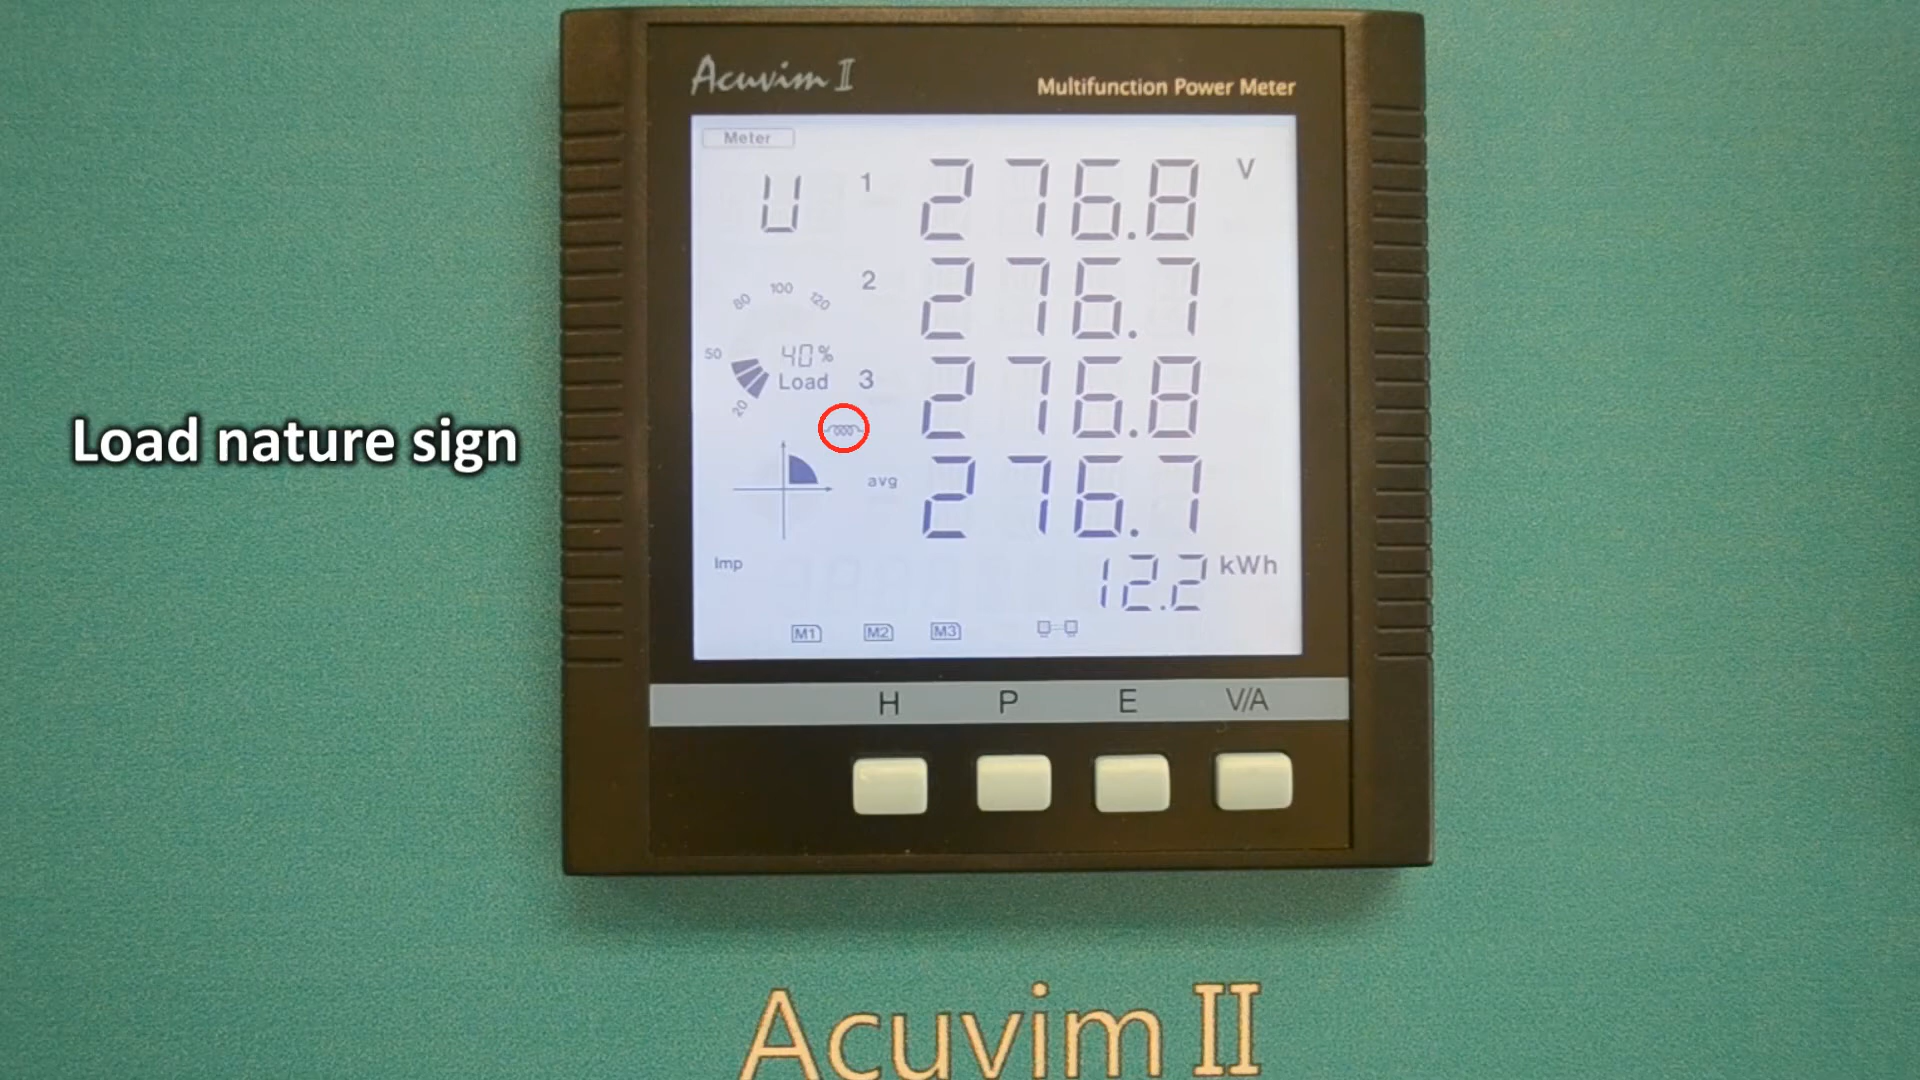 Acuvim II
Multifunction Power Meter
Meter
U
1 276.8 V
2 276.7
80 100 120
50 40% Load
20
3 276.8
Load nature sign
avg 276.7
Imp 12.2 kWh
M1 M2 M3
H P E V/A
Acuvim II